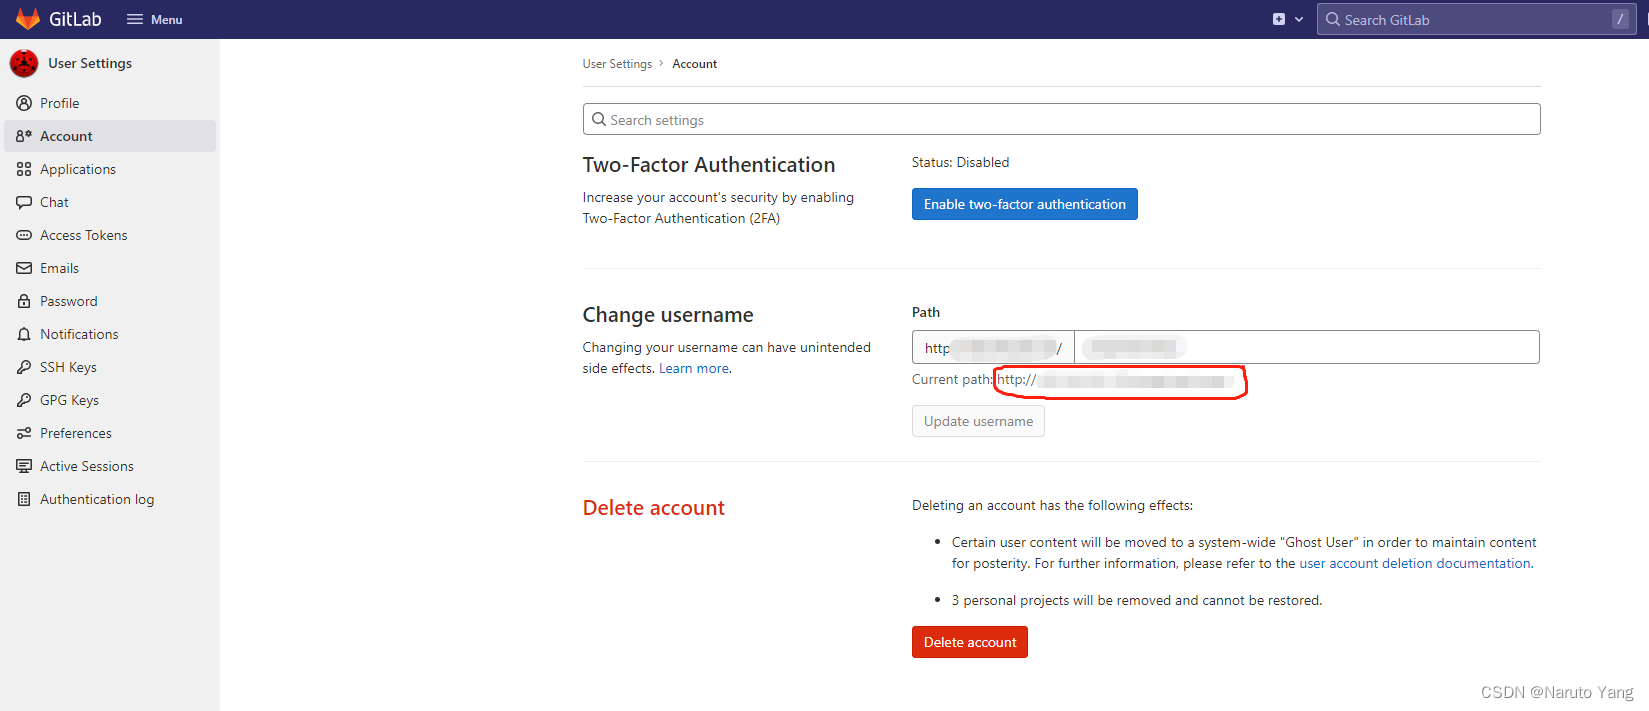 GitLab
Menu
Search GitLab
/
User Settings
Profile
Account
Applications
Chat
Access Tokens
Emails
Password
Notifications
SSH Keys
GPG Keys
Preferences
Active Sessions
Authentication log
User Settings › Account
Search settings
Two-Factor Authentication
Increase your account's security by enabling
Two-Factor Authentication (2FA)
Status: Disabled
Enable two-factor authentication
Change username
Changing your username can have unintended
side effects. Learn more.
Path
http /
Current path: http://
Update username
Delete account
Deleting an account has the following effects:
• Certain user content will be moved to a system-wide "Ghost User" in order to maintain content
for posterity. For further information, please refer to the user account deletion documentation.
• 3 personal projects will be removed and cannot be restored.
Delete account
CSDN @Naruto Yang